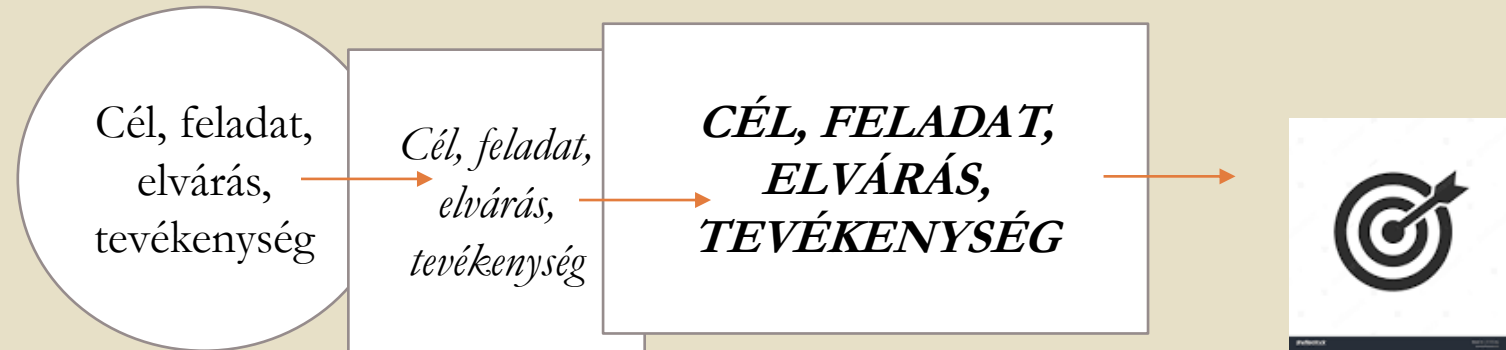 Cél, feladat,
elvárás,
tevékenység
Cél, feladat,
elvárás,
tevékenység
CÉL, FELADAT,
ELVÁRÁS,
TEVÉKENYSÉG